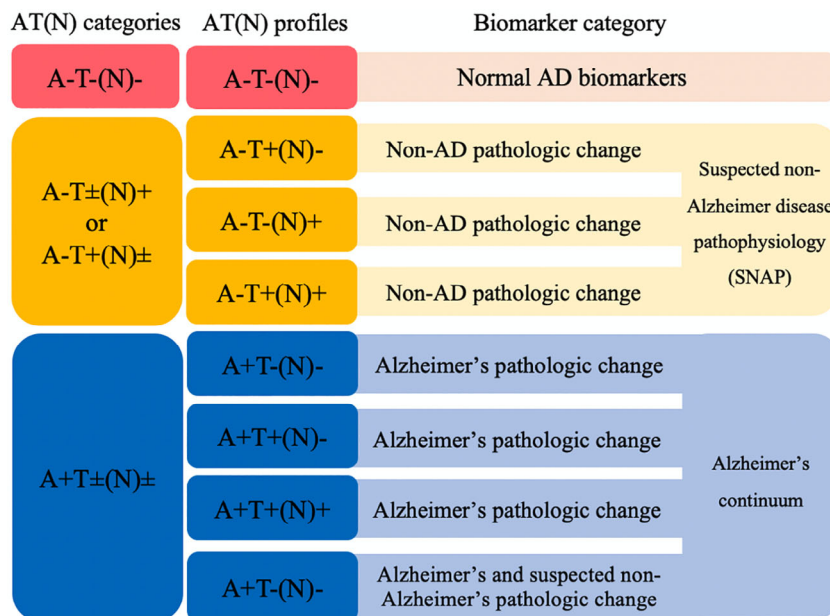 AT(N) categories AT(N) profiles Biomarker category
A-T-(N)- A-T-(N)- Normal AD biomarkers
A-T±(N)+
or
A-T+(N)±
A-T+(N)- Non-AD pathologic change
A-T-(N)+ Non-AD pathologic change
A-T+(N)+ Non-AD pathologic change
Suspected non-
Alzheimer disease
pathophysiology
(SNAP)
A+T±(N)±
A+T-(N)- Alzheimer’s pathologic change
A+T+(N)- Alzheimer’s pathologic change
A+T+(N)+ Alzheimer’s pathologic change
A+T-(N)- Alzheimer’s and suspected non-
Alzheimer’s pathologic change
Alzheimer’s
continuum